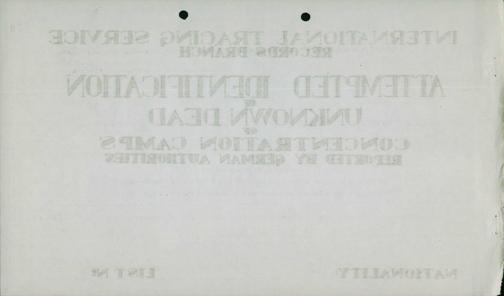 INTERNATIONAL TRACING SERVICE
RECORDS BRANCH
ATTEMPTED IDENTIFICATION
OF
UNKNOWN DEAD
OF
CONCENTRATION CAMPS
REPORTED BY GERMAN AUTHORITIES
NATIONALITY
LIST Nº